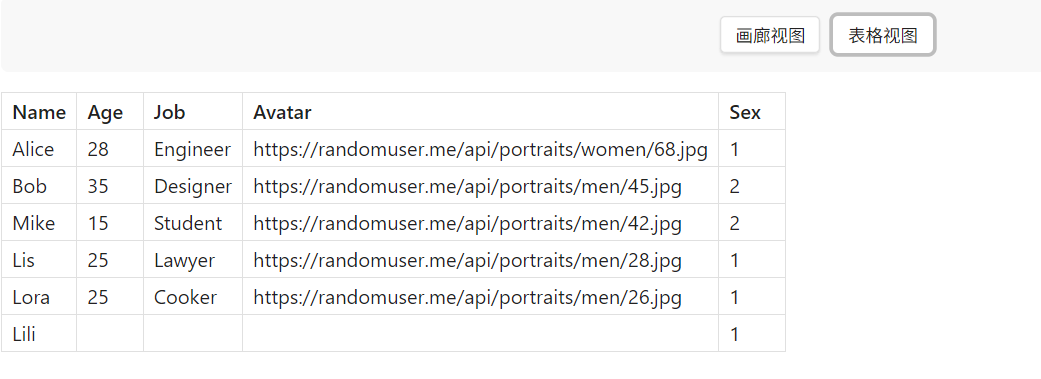 画廊视图 表格视图
Name Age Job Avatar Sex
Alice 28 Engineer https://randomuser.me/api/portraits/women/68.jpg 1
Bob 35 Designer https://randomuser.me/api/portraits/men/45.jpg 2
Mike 15 Student https://randomuser.me/api/portraits/men/42.jpg 2
Lis 25 Lawyer https://randomuser.me/api/portraits/men/28.jpg 1
Lora 25 Cooker https://randomuser.me/api/portraits/men/26.jpg 1
Lili 1